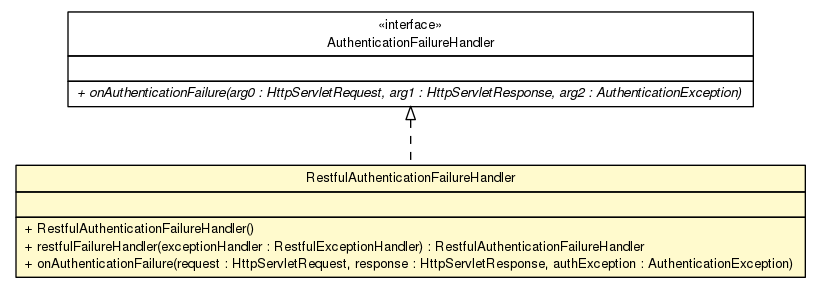 «interface»
AuthenticationFailureHandler
+ onAuthenticationFailure(arg0 : HttpServletRequest, arg1 : HttpServletResponse, arg2 : AuthenticationException)
RestfulAuthenticationFailureHandler
+ RestfulAuthenticationFailureHandler()
+ restfulFailureHandler(exceptionHandler : RestfulExceptionHandler) : RestfulAuthenticationFailureHandler
+ onAuthenticationFailure(request : HttpServletRequest, response : HttpServletResponse, authException : AuthenticationException)